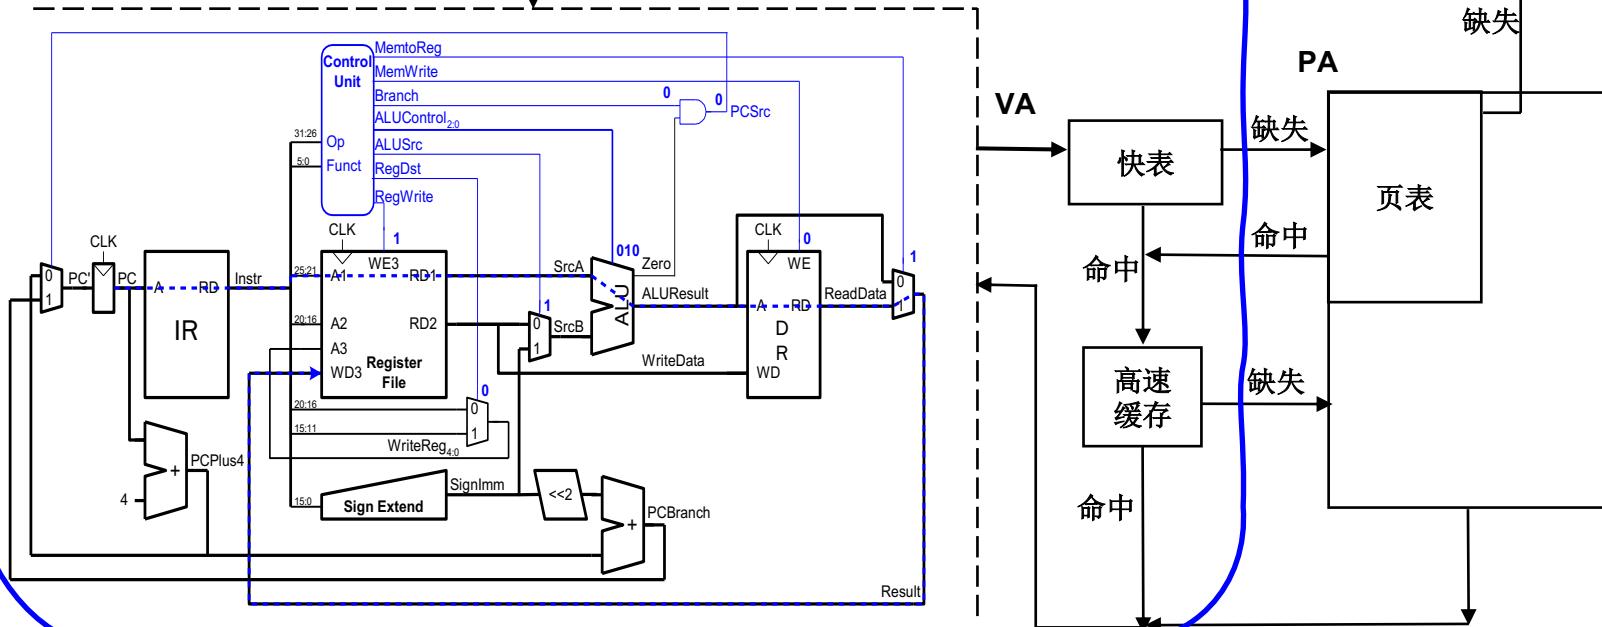 缺失
PA
VA
MemtoReg
Control
Unit
MemWrite
Branch
0
0
PCSrc
ALUControl2:0
31:26
Op
ALUSrc
5:0
Funct
RegDst
RegWrite
快表
缺失
页表
CLK
CLK
CLK
1
WE3
010
Zero
0
WE
1
命中
命中
0
1
PC'
PC
A
RD
Instr
25:21
A1
RD1
SrcA
ALU
ALUResult
A
RD
ReadData
0
1
IR
20:16
A2
RD2
1
0
1
SrcB
D
R
A3
Register
File
WD3
WriteData
WD
高速
缓存
缺失
0
20:16
0
15:11
1
WriteReg4:0
+
PCPlus4
4
SignImm
<<2
15:0
Sign Extend
+
PCBranch
命中
Result